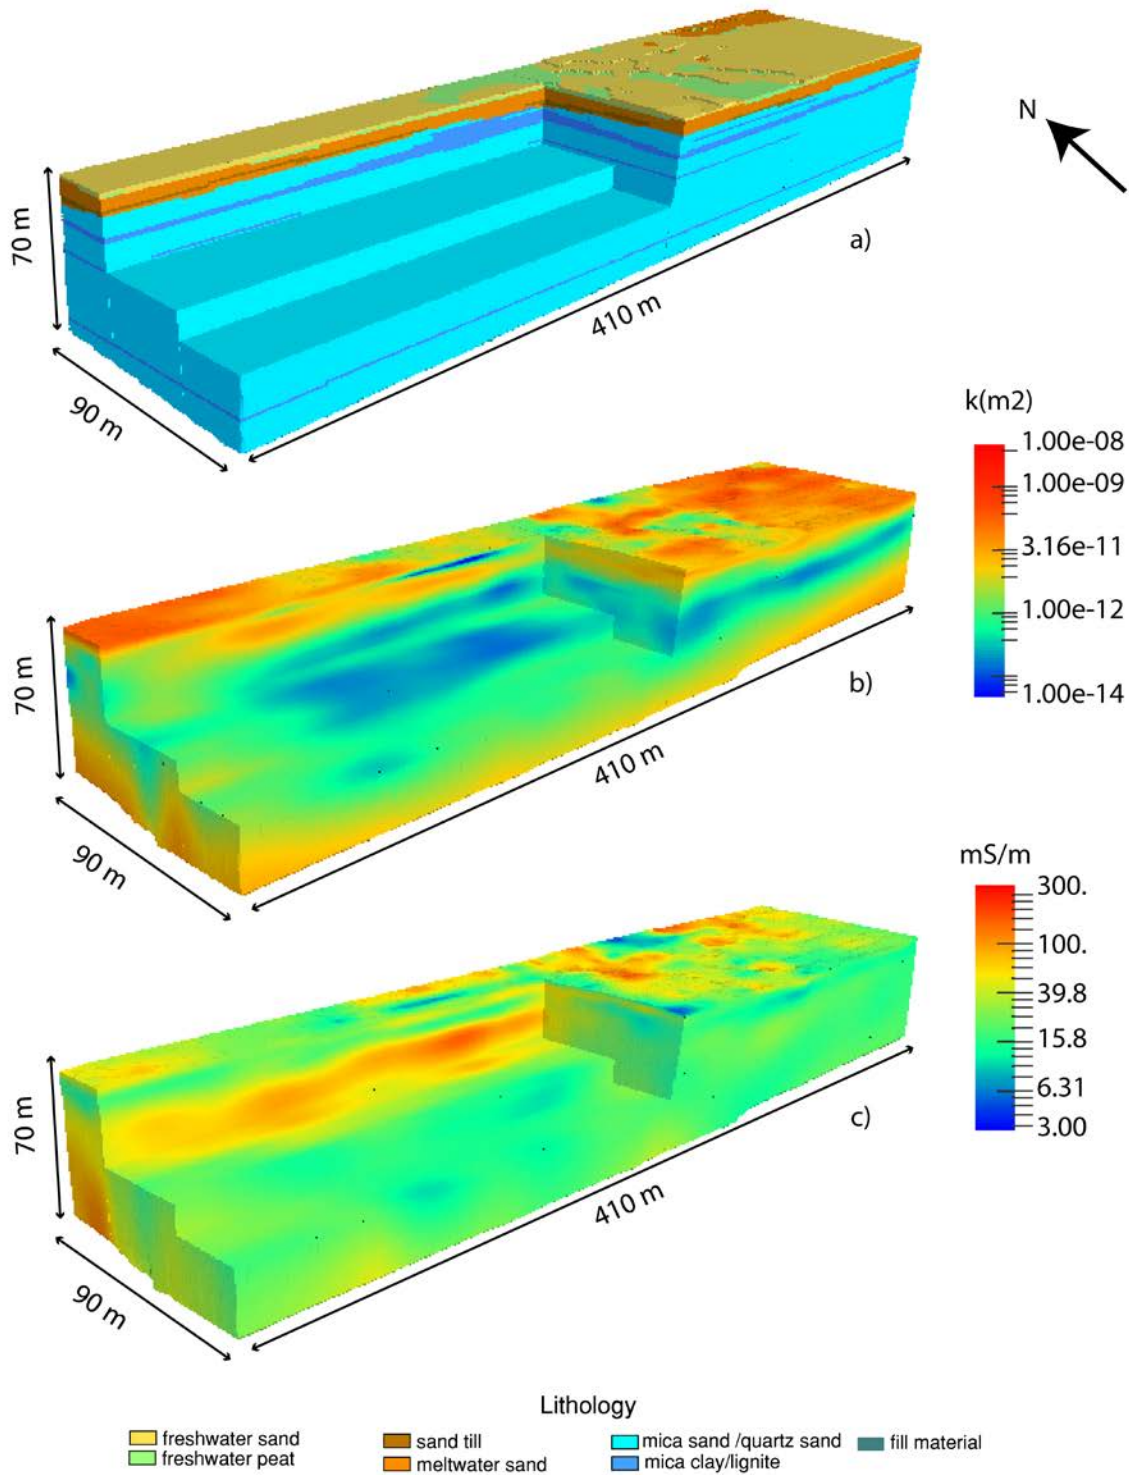 N
70 m
a)
410 m
90 m
k(m2)
1.00e-08
1.00e-09
3.16e-11
1.00e-12
1.00e-14
70 m
b)
410 m
90 m
mS/m
300.
100.
39.8
15.8
6.31
3.00
70 m
c)
410 m
90 m
Lithology
freshwater sand
sand till
mica sand /quartz sand
fill material
freshwater peat
meltwater sand
mica clay/lignite